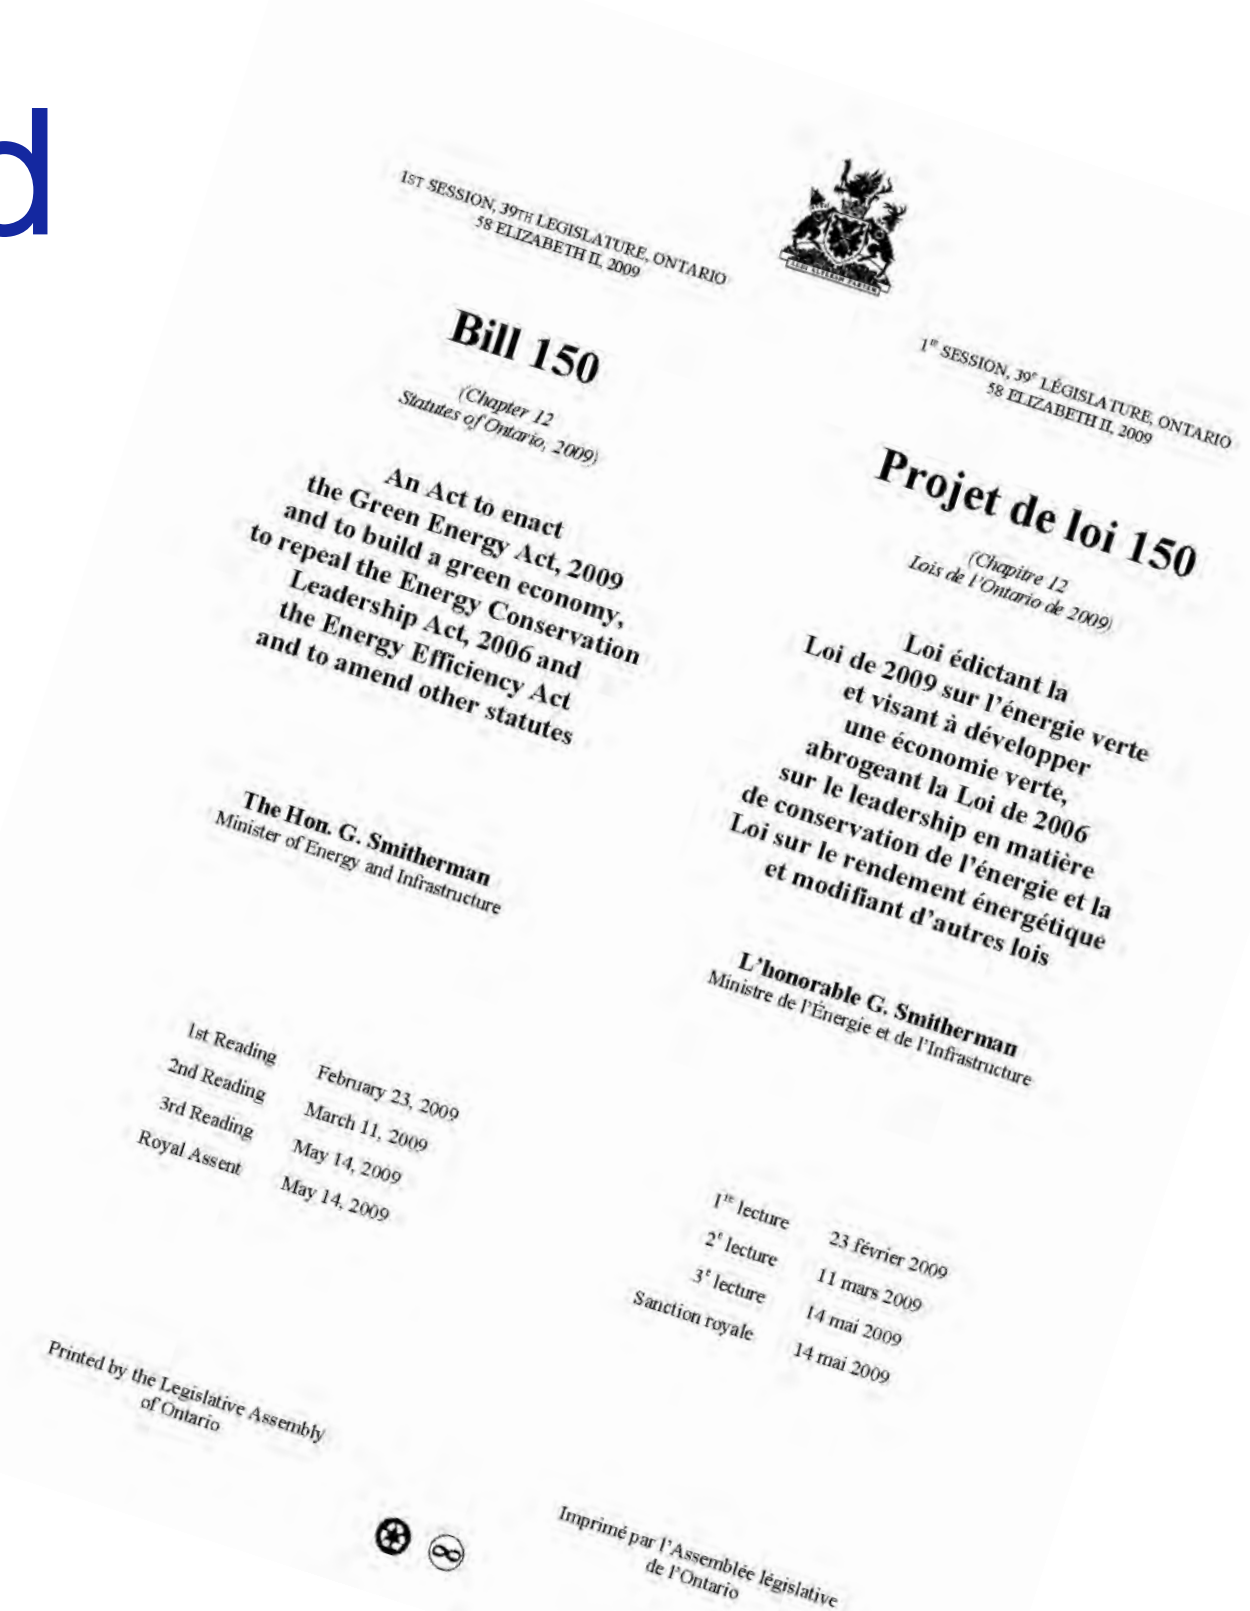 d
1ST SESSION, 39TH LEGISLATURE, ONTARIO
58 ELIZABETH II, 2009
Bill 150
(Chapter 12
Statutes of Ontario, 2009)
An Act to enact
the Green Energy Act, 2009
and to build a green economy,
to repeal the Energy Conservation
Leadership Act, 2006 and
the Energy Efficiency Act
and to amend other statutes
The Hon. G. Smitherman
Minister of Energy and Infrastructure
1st Reading February 23, 2009
2nd Reading March 11, 2009
3rd Reading May 14, 2009
Royal Assent May 14, 2009
Printed by the Legislative Assembly
of Ontario
AUDI ALTERAM PARTEM
1re SESSION, 39e LÉGISLATURE, ONTARIO
58 ELIZABETH II, 2009
Projet de loi 150
(Chapitre 12
Lois de l'Ontario de 2009)
Loi édictant la
Loi de 2009 sur l'énergie verte
et visant à développer
une économie verte,
abrogeant la Loi de 2006
sur le leadership en matière
de conservation de l'énergie et la
Loi sur le rendement énergétique
et modifiant d'autres lois
L'honorable G. Smitherman
Ministre de l'Énergie et de l'Infrastructure
1re lecture 23 février 2009
2e lecture 11 mars 2009
3e lecture 14 mai 2009
Sanction royale 14 mai 2009
Imprimé par l'Assemblée législative
de l'Ontario